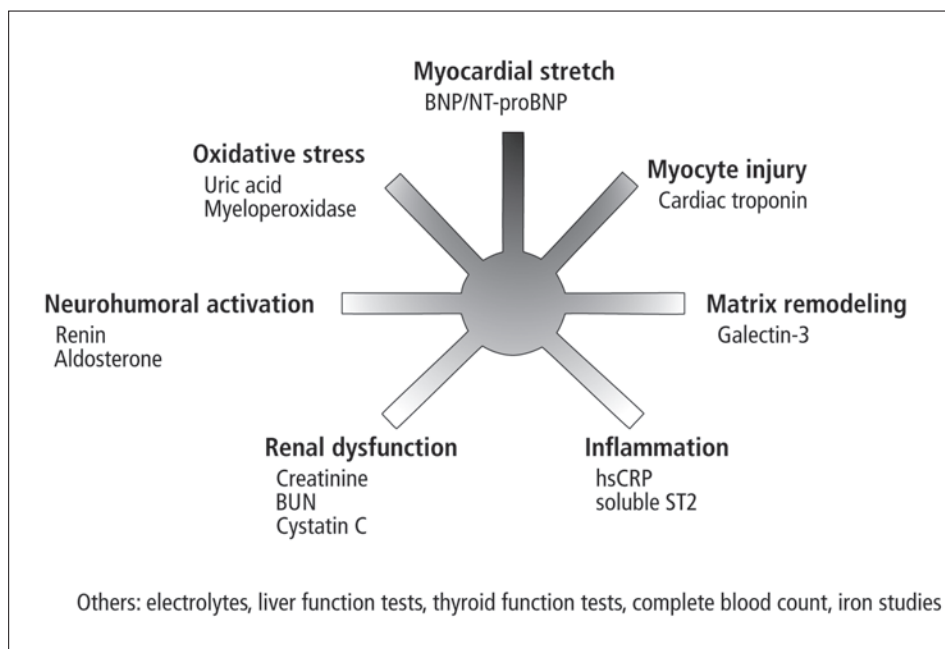 Myocardial stretch
BNP/NT-proBNP
Oxidative stress
Uric acid
Myeloperoxidase
Myocyte injury
Cardiac troponin
Neurohumoral activation
Renin
Aldosterone
Matrix remodeling
Galectin-3
Renal dysfunction
Creatinine
BUN
Cystatin C
Inflammation
hsCRP
soluble ST2
Others: electrolytes, liver function tests, thyroid function tests, complete blood count, iron studies